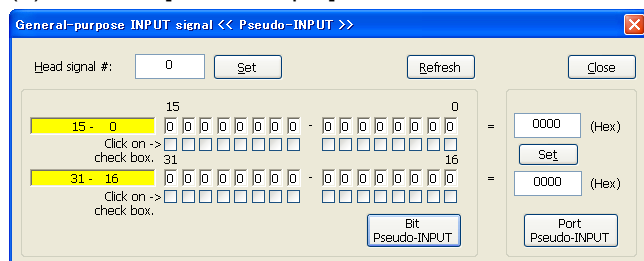 General-purpose INPUT signal << Pseudo-INPUT >>
Head signal #: 0 Set Refresh Close
15 0
15 - 0 0 0 0 0 0 0 0 0 - 0 0 0 0 0 0 0 0 = 0000 (Hex)
Click on ->
check box.
Set
31 16
31 - 16 0 0 0 0 0 0 0 0 - 0 0 0 0 0 0 0 0 = 0000 (Hex)
Click on ->
check box.
Bit
Pseudo-INPUT
Port
Pseudo-INPUT